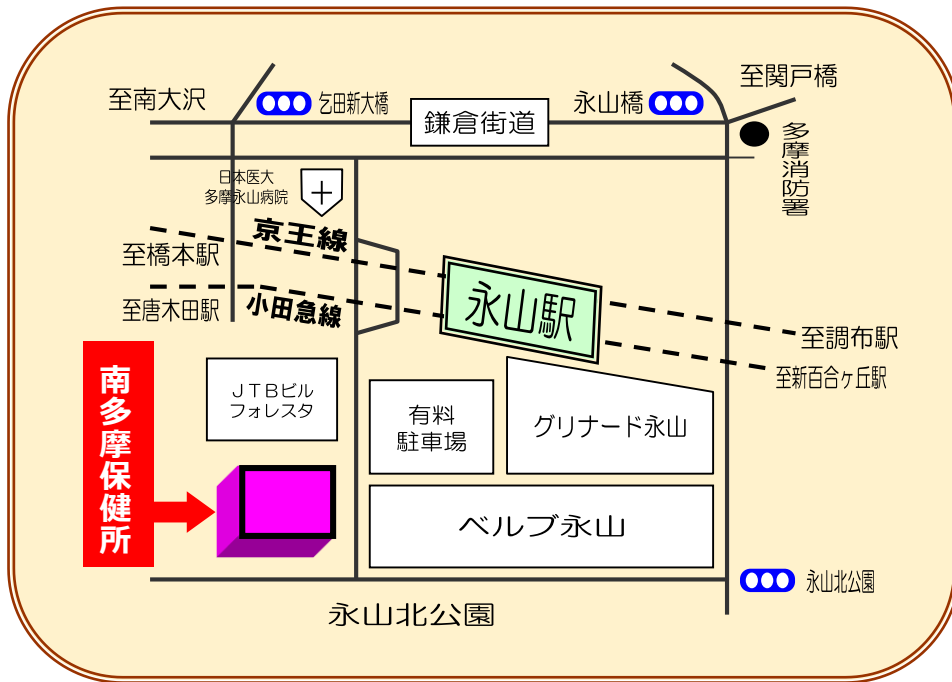 至関戸橋
至南大沢
乞田新大橋
永山橋
鎌倉街道
多摩消防署
日本医大
多摩永山病院
京王線
至橋本駅
小田急線
至唐木田駅
永山駅
至調布駅
至新百合ヶ丘駅
南多摩保健所
JTBビル
フォレスタ
有料
駐車場
グリナード永山
ベルブ永山
永山北公園
永山北公園